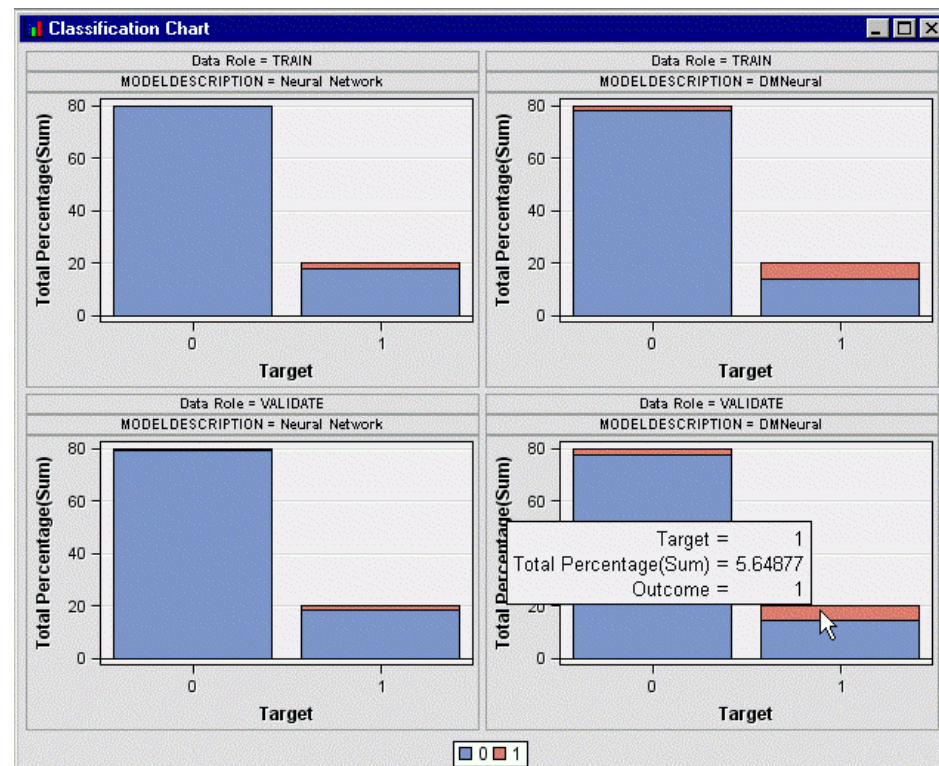 Classification Chart
Data Role = TRAIN
MODELDESCRIPTION = Neural Network
Total Percentage(Sum)
80
60
40
20
0
0 1
Target
Data Role = TRAIN
MODELDESCRIPTION = DMNeural
Total Percentage(Sum)
80
60
40
20
0
0 1
Target
Data Role = VALIDATE
MODELDESCRIPTION = Neural Network
Total Percentage(Sum)
80
60
40
20
0
0 1
Target
Data Role = VALIDATE
MODELDESCRIPTION = DMNeural
Total Percentage(Sum)
80
60
Target = 1
Total Percentage(Sum) = 5.64877
Outcome = 1
20
0
0 1
Target
0 1